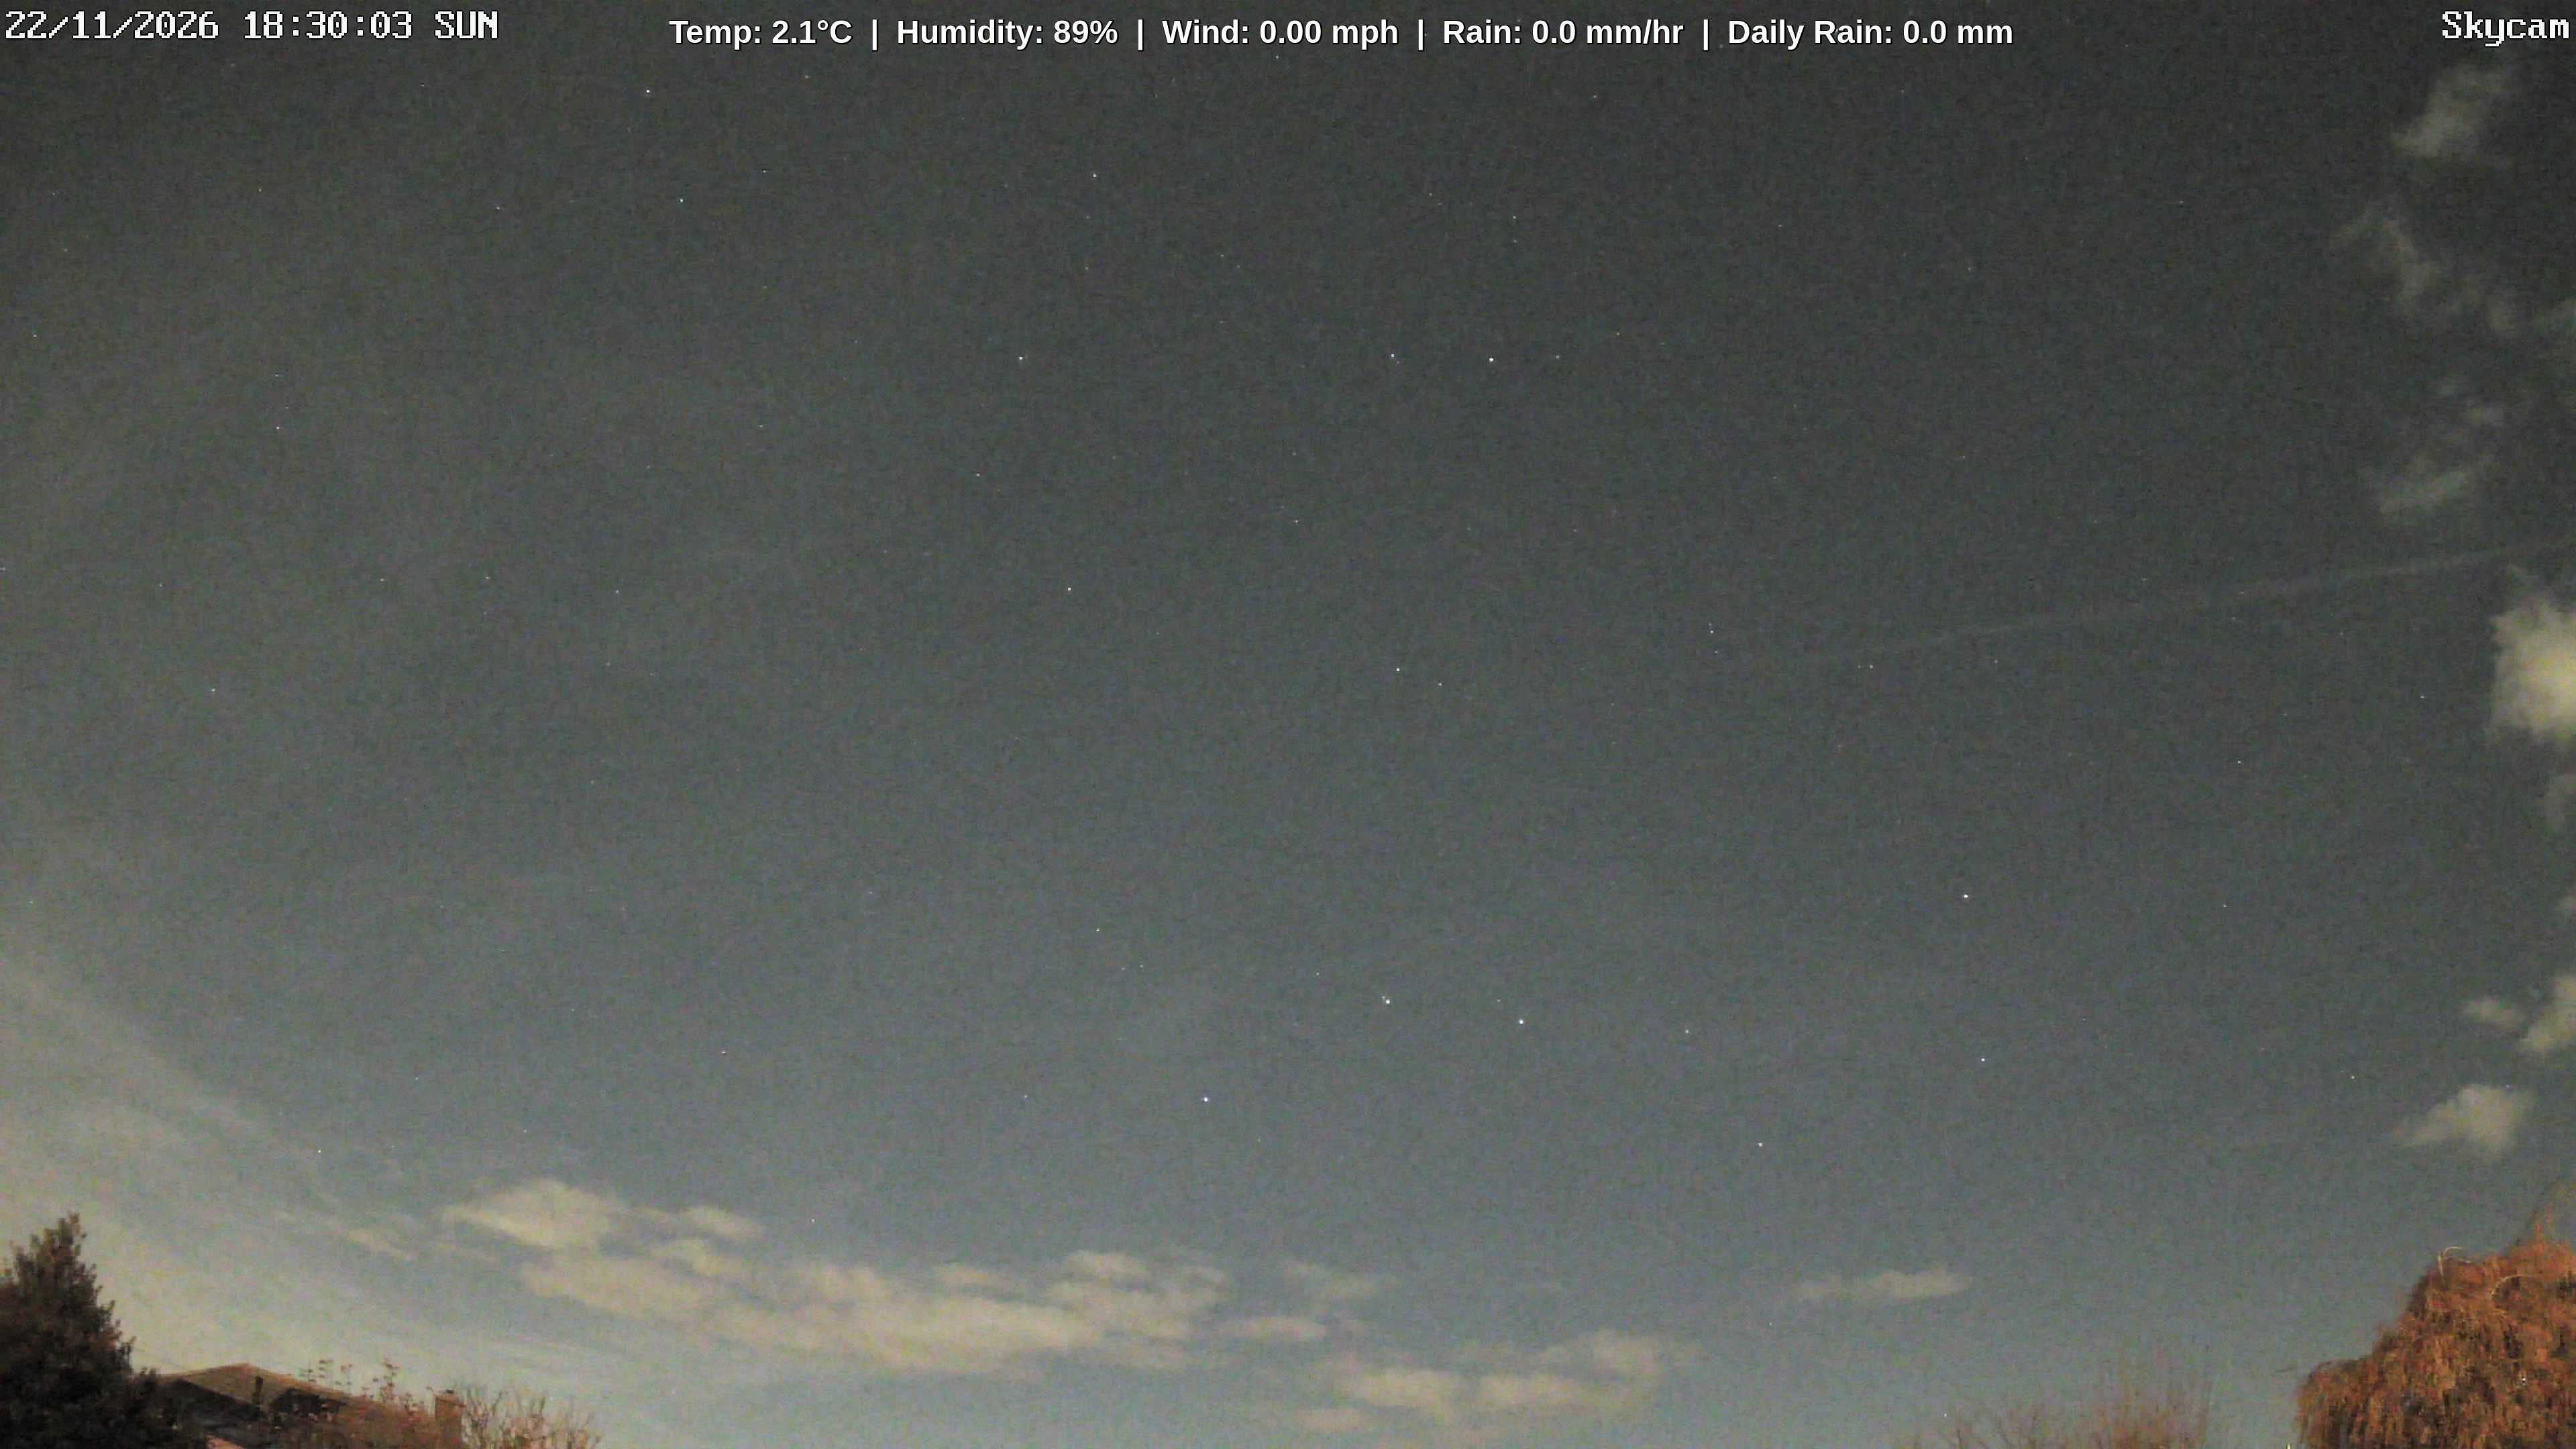 22/11/2026 18:30:03 SUN
Temp: 2.1°C | Humidity: 89% | Wind: 0.00 mph | Rain: 0.0 mm/hr | Daily Rain: 0.0 mm
Skycam